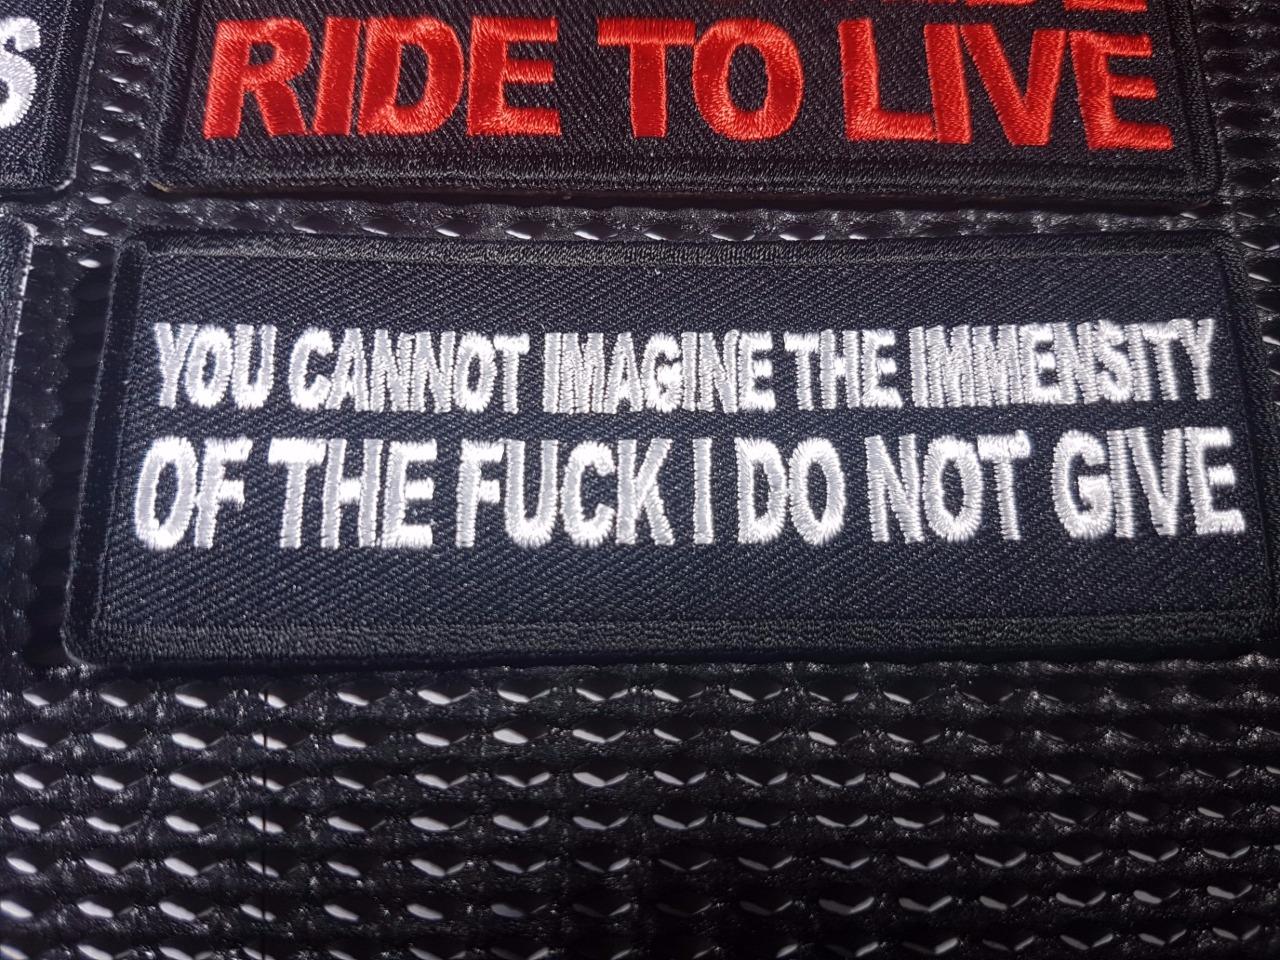 RIDE TO LIVE
YOU CANNOT IMAGINE THE IMMENSITY
OF THE FUCK I DO NOT GIVE